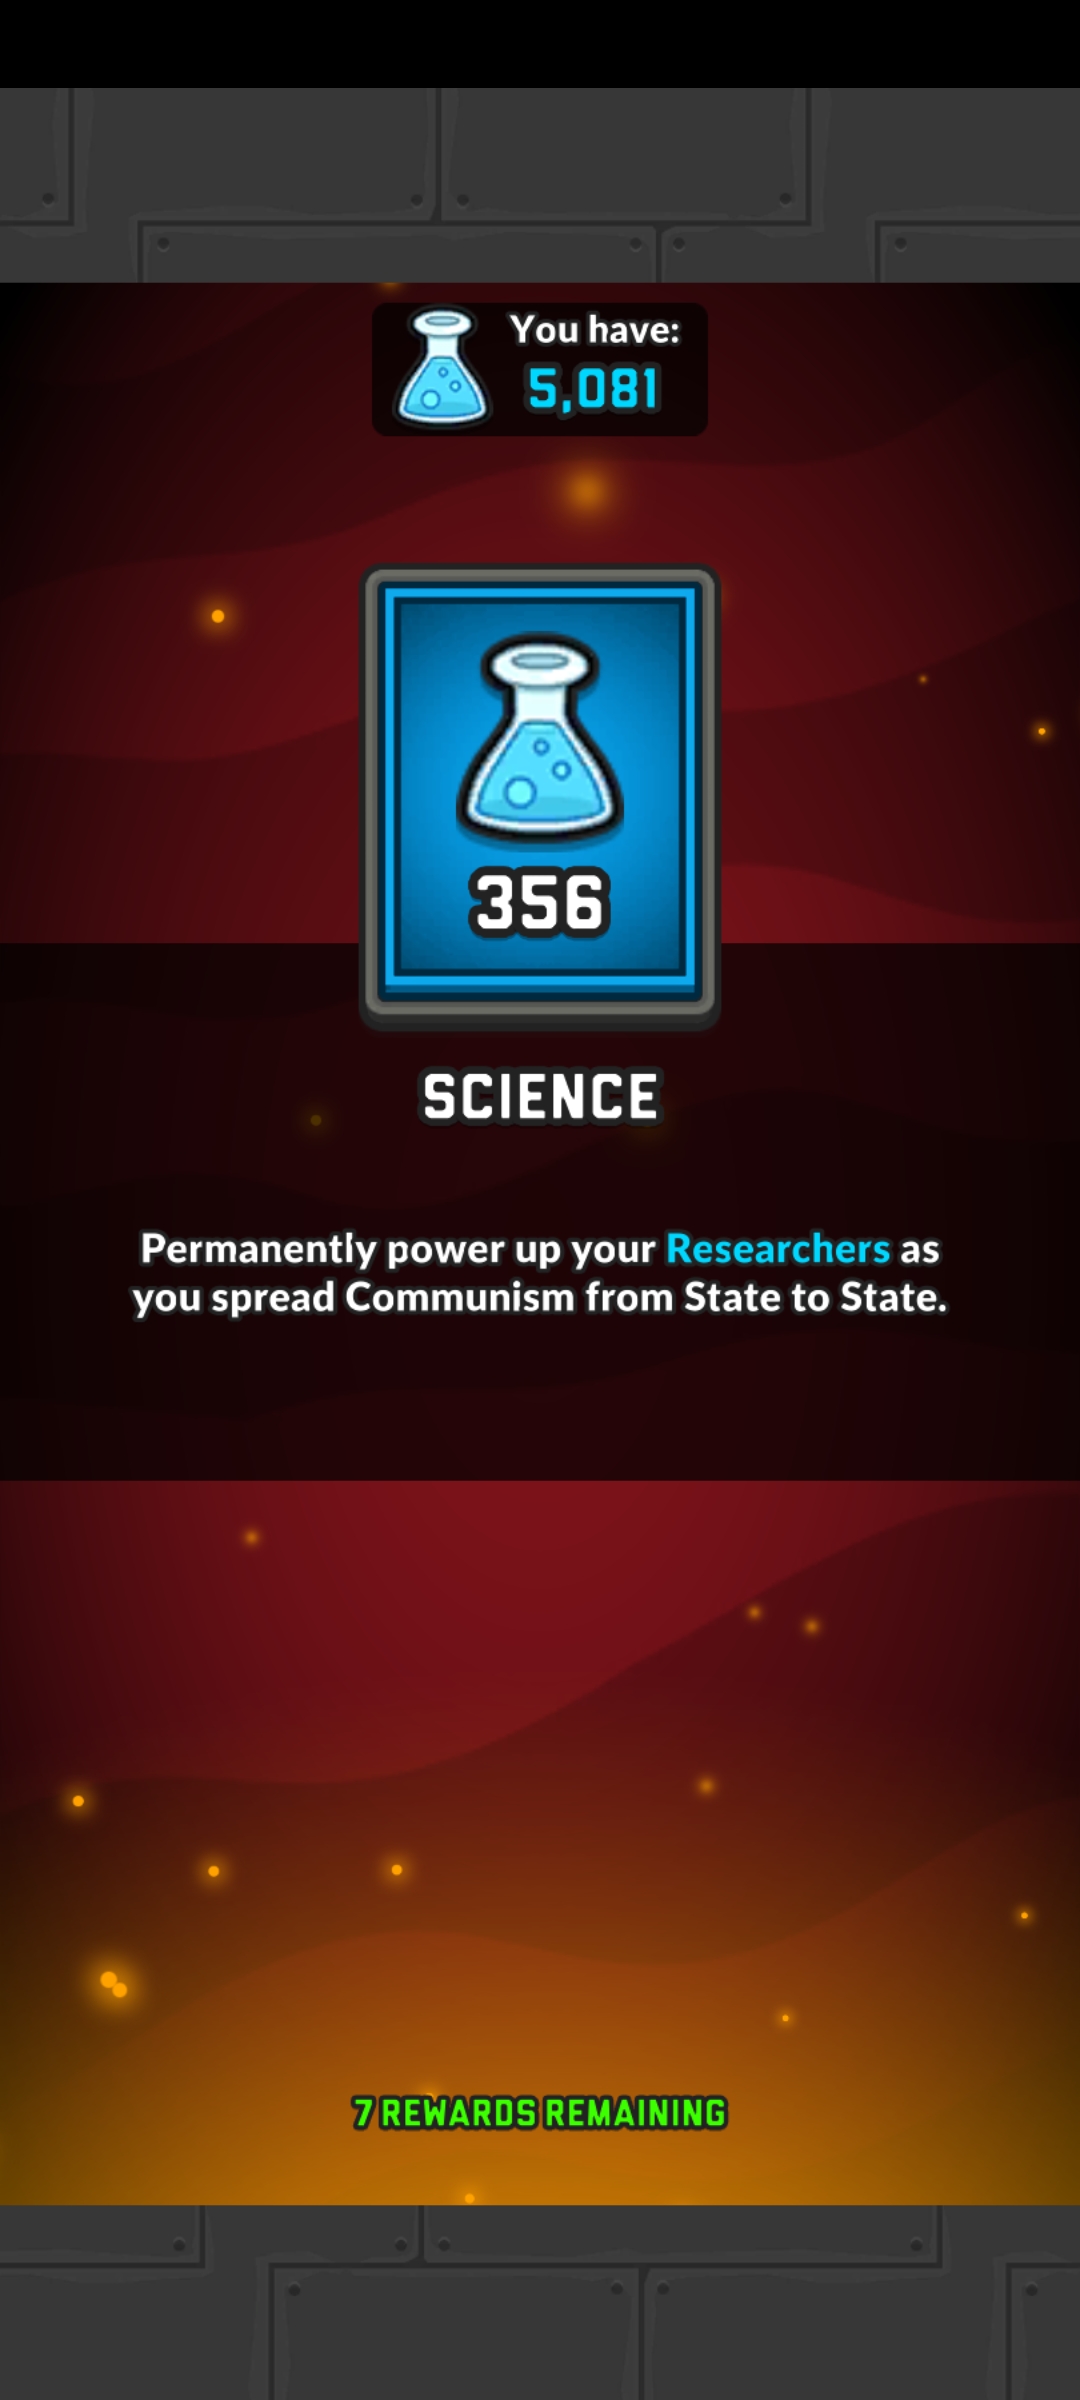 You have:
5,081
356
SCIENCE
Permanently power up your Researchers as
you spread Communism from State to State.
7 REWARDS REMAINING